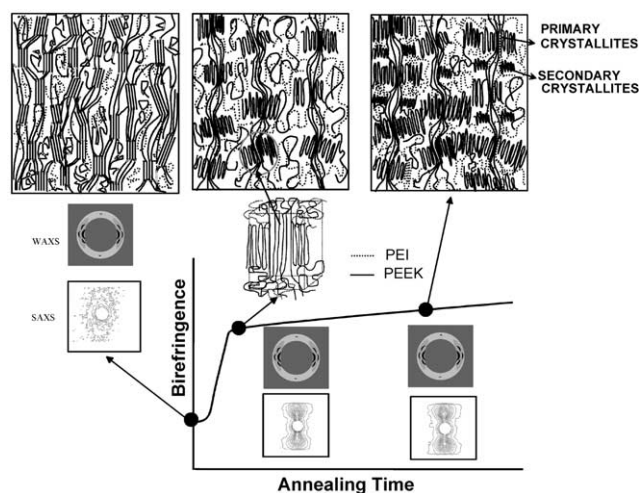 PRIMARY
CRYSTALLITES
SECONDARY
CRYSTALLITES
WAXS
SAXS
PEI
PEEK
Birefringence
Annealing Time